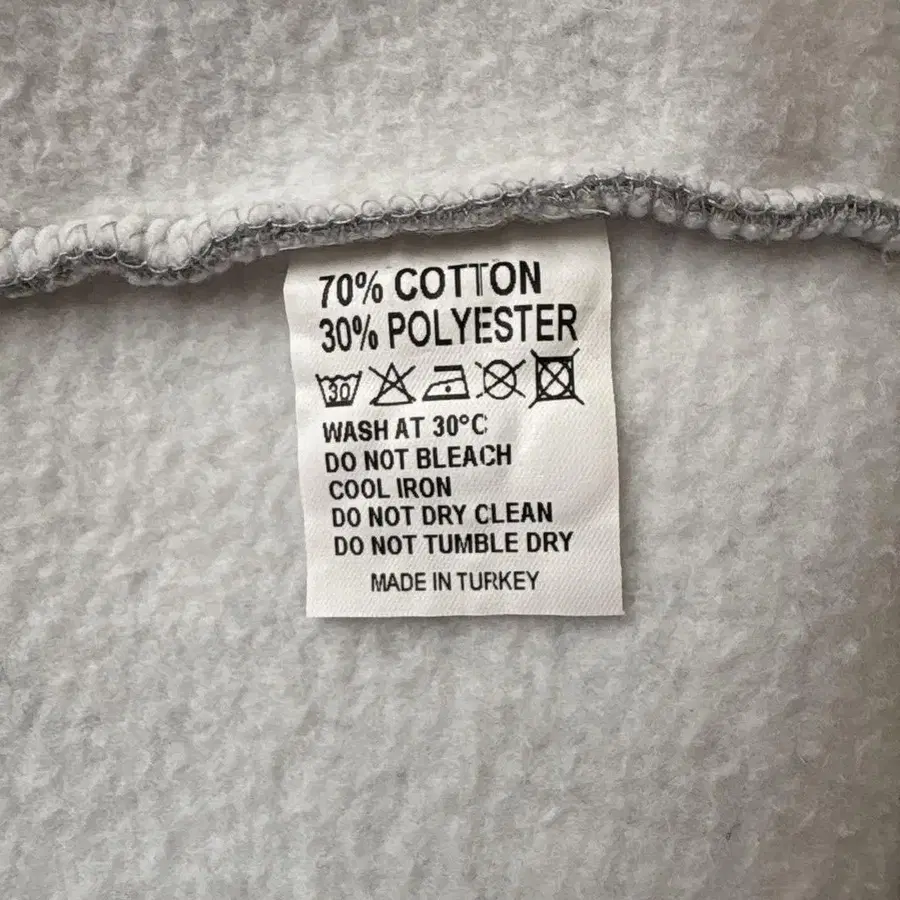 70% COTTON
30% POLYESTER
30
WASH AT 30°C
DO NOT BLEACH
COOL IRON
DO NOT DRY CLEAN
DO NOT TUMBLE DRY
MADE IN TURKEY